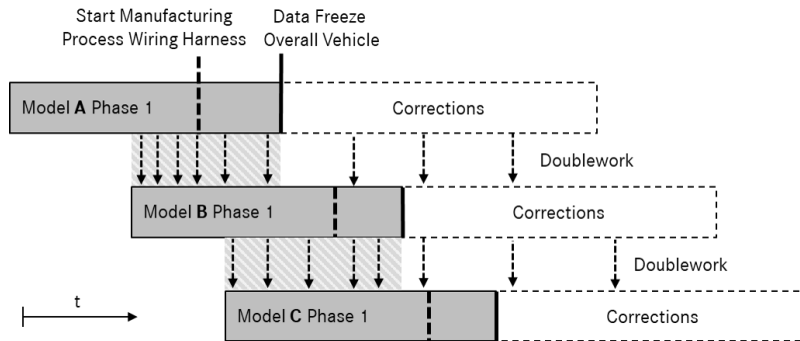 Start Manufacturing
Process Wiring Harness
Data Freeze
Overall Vehicle
Model A Phase 1
Corrections
Doublework
Model B Phase 1
Corrections
Doublework
t
Model C Phase 1
Corrections